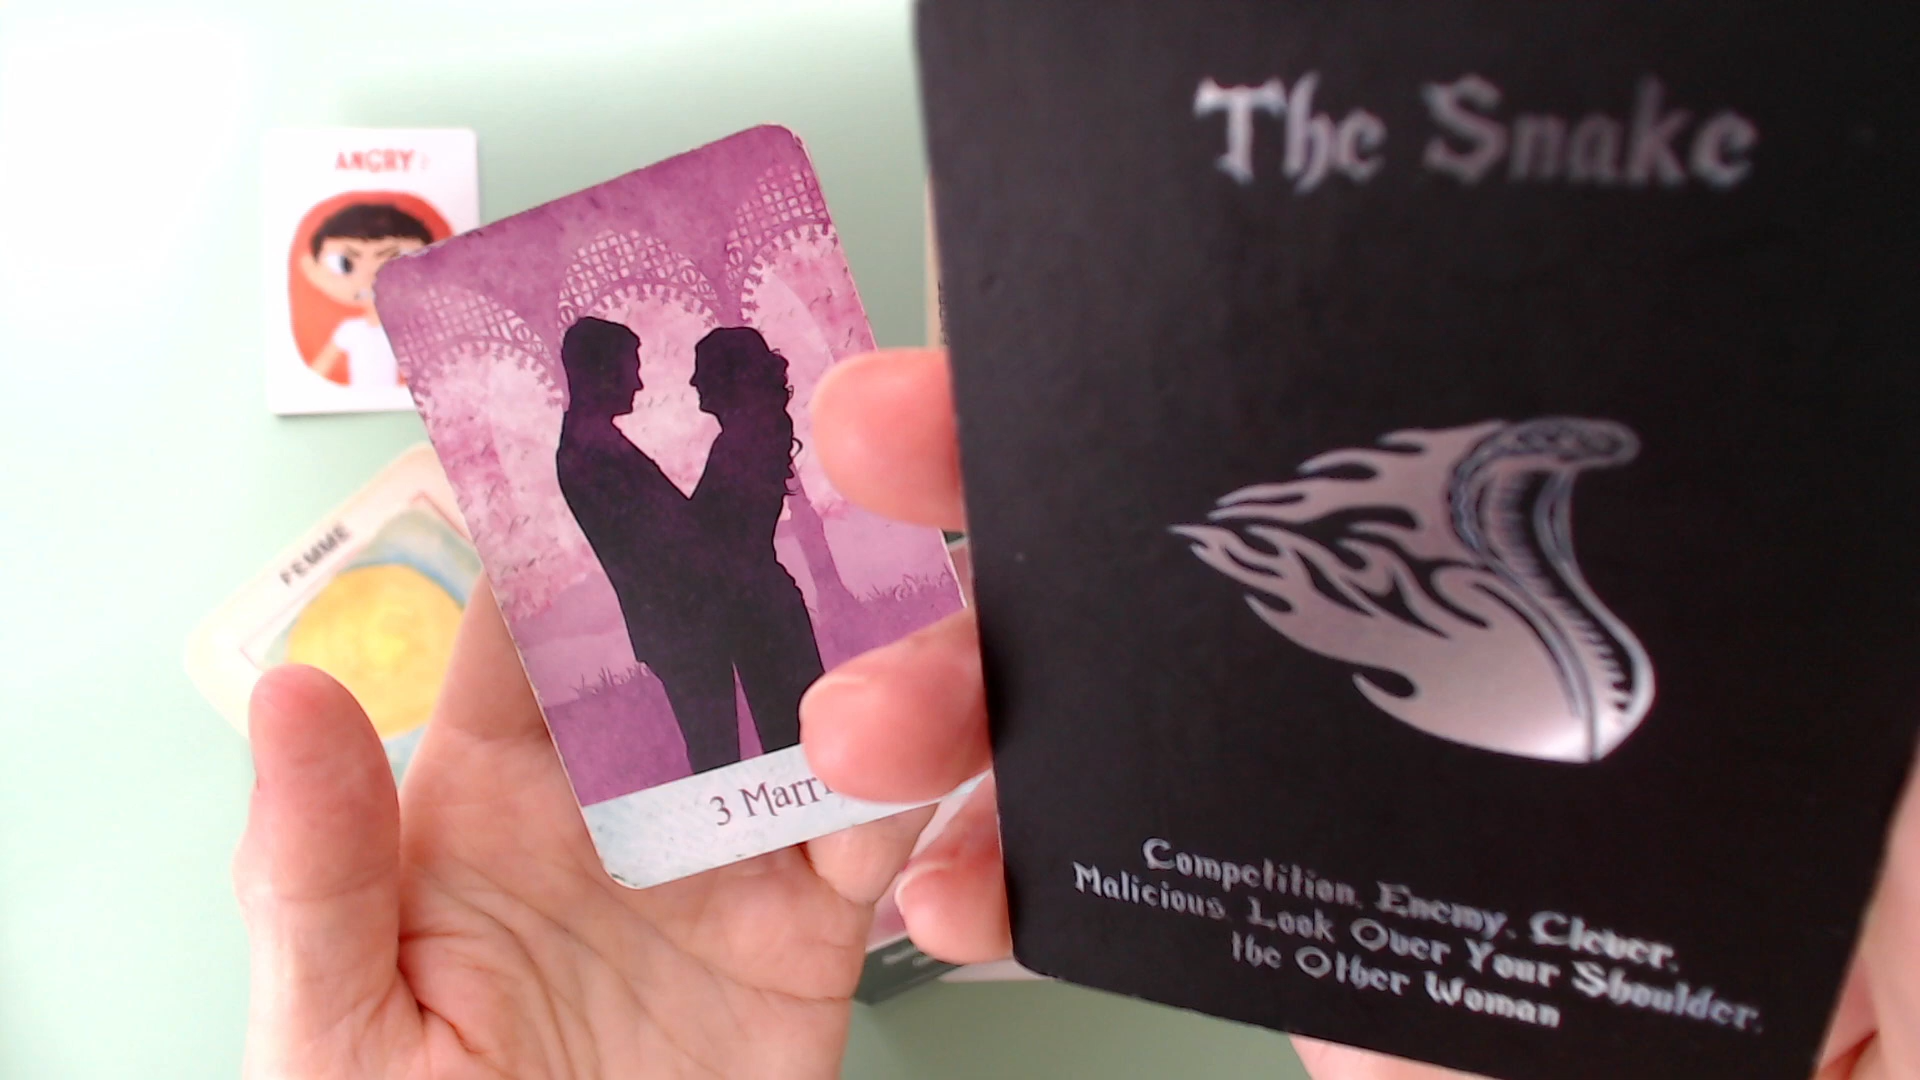 ANGRY
FEMME
3 Marri
The Snake
Competition. Enemy. Clever.
Malicious. Look Over Your Shoulder.
the Other Woman